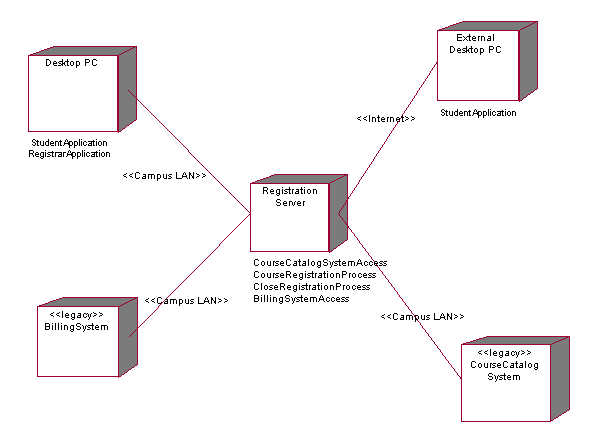 Desktop PC
StudentApplication
RegistrarApplication
External
Desktop PC
StudentApplication
<<Internet>>
<<Campus LAN>>
Registration
Server
CourseCatalogSystemAccess
CourseRegistrationProcess
CloseRegistrationProcess
BillingSystemAccess
<<Campus LAN>>
<<Campus LAN>>
<<legacy>>
BillingSystem
<<legacy>>
CourseCatalog
System